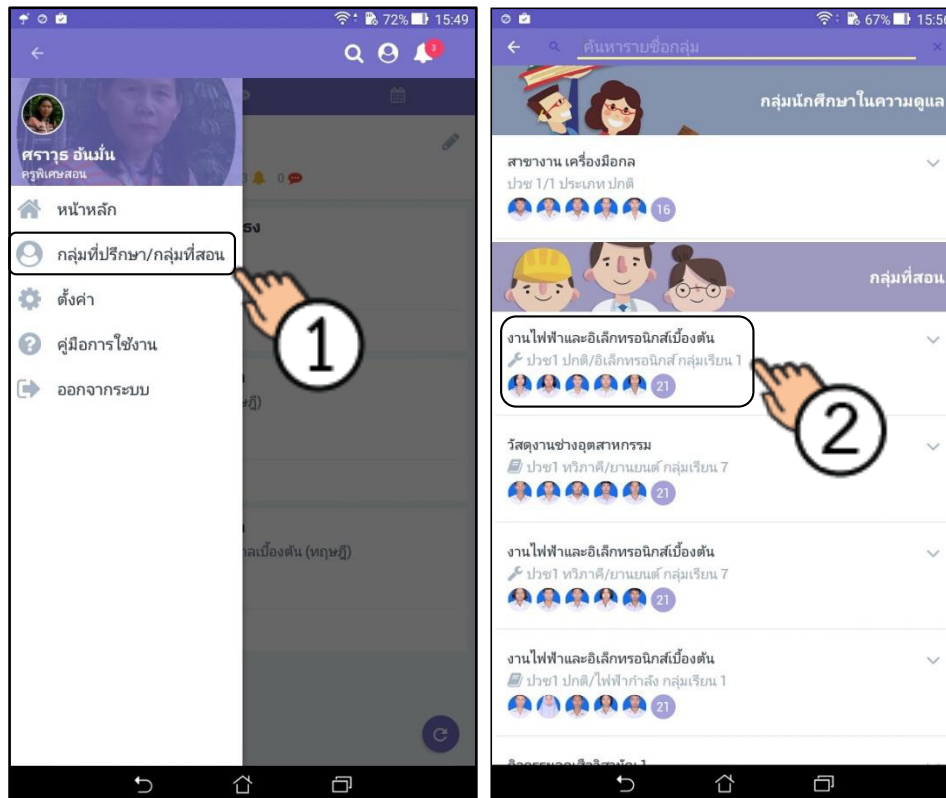 72% 15:49
3
ศราวุธ อันมั่น
ครูพิเศษสอน
3 0
หน้าหลัก
กลุ่มที่ปรึกษา/กลุ่มที่สอน
ตั้งค่า
คู่มือการใช้งาน
ออกจากระบบ
1
ลเบื้องต้น (ทฤษฎี)
67% 15:50
ค้นหารายชื่อกลุ่ม
กลุ่มนักศึกษาในความดูแล
สาขางาน เครื่องมือกล
ปวช 1/1 ประเภท ปกติ
16
กลุ่มที่สอน
งานไฟฟ้าและอิเล็กทรอนิกส์เบื้องต้น
ปวช1 ปกติ/อิเล็กทรอนิกส์ กลุ่มเรียน 1
21
2
วัสดุงานช่างอุตสาหกรรม
ปวช1 ทวิภาคี/ยานยนต์ กลุ่มเรียน 7
21
งานไฟฟ้าและอิเล็กทรอนิกส์เบื้องต้น
ปวช1 ทวิภาคี/ยานยนต์ กลุ่มเรียน 7
21
งานไฟฟ้าและอิเล็กทรอนิกส์เบื้องต้น
ปวช1 ปกติ/ไฟฟ้ากำลัง กลุ่มเรียน 1
21